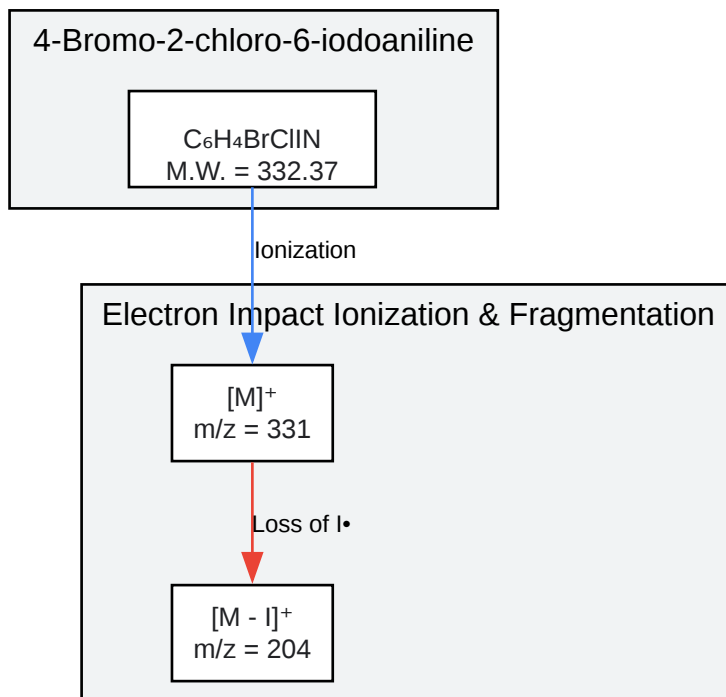 4-Bromo-2-chloro-6-iodoaniline
C₆H₄BrClIN
M.W. = 332.37
Ionization
Electron Impact Ionization & Fragmentation
[M]⁺
m/z = 331
Loss of I•
[M - I]⁺
m/z = 204